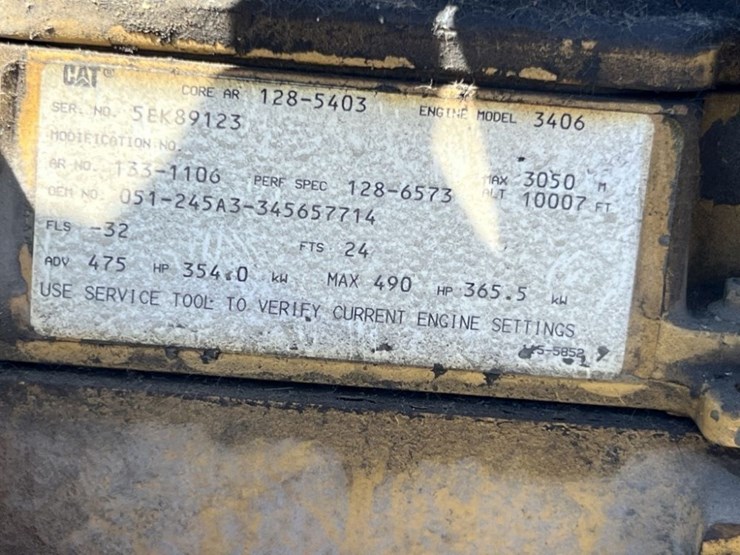 CAT®
CORE AR 128-5403 ENGINE MODEL 3406
SER. NO. 5EK89123
MODIFICATION NO.
AR NO. 133-1106 PERF SPEC 128-6573 MAX ALT 3050 M 10007 FT
OEM NO 051-245A3-345657714
FLS -32 FTS 24
ADV 475 HP 354.0 kW MAX 490 HP 365.5 kW
USE SERVICE TOOL TO VERIFY CURRENT ENGINE SETTINGS